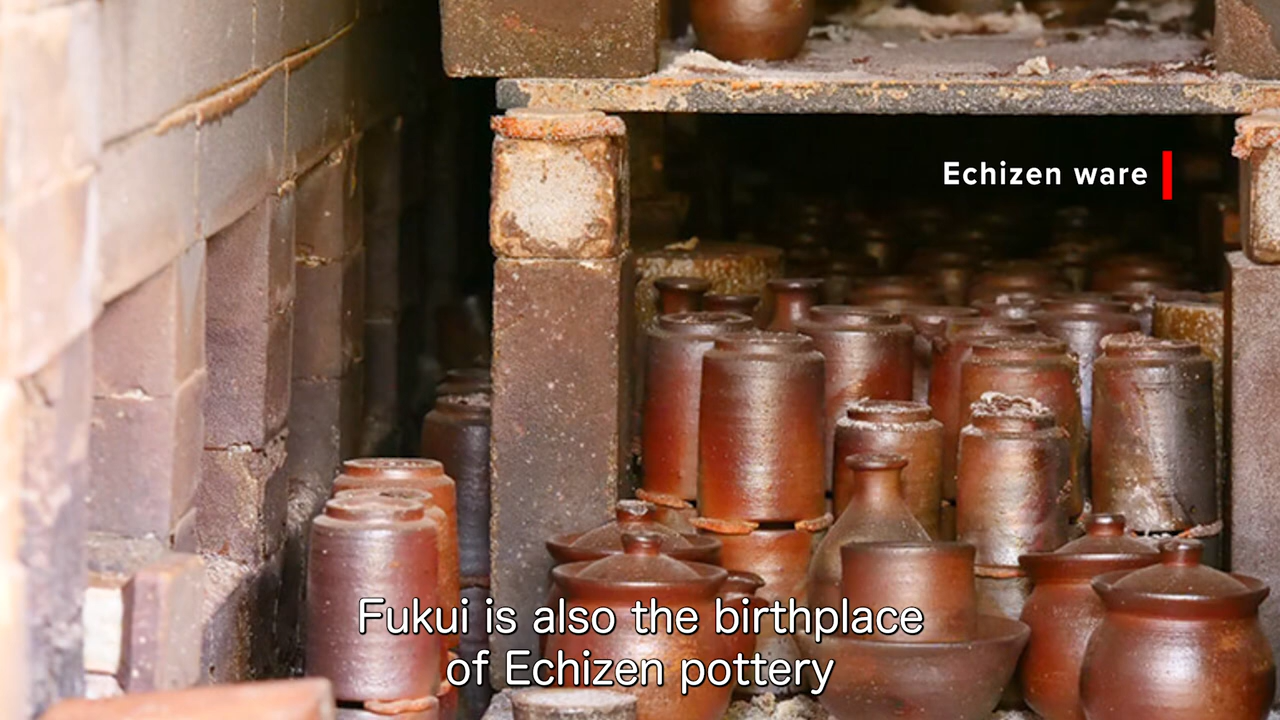 Echizen ware
Fukui is also the birthplace
of Echizen pottery